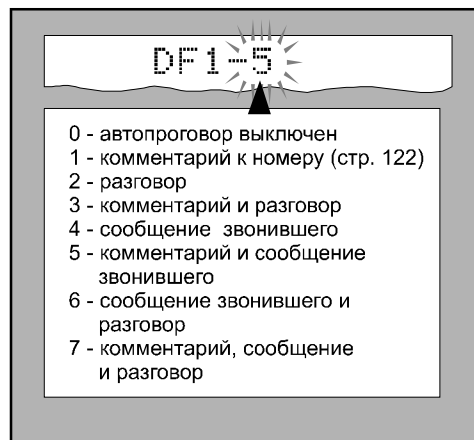 DF1-5
0 - автопроговор выключен
1 - комментарий к номеру (стр. 122)
2 - разговор
3 - комментарий и разговор
4 - сообщение звонившего
5 - комментарий и сообщение
звонившего
6 - сообщение звонившего и
разговор
7 - комментарий, сообщение
и разговор